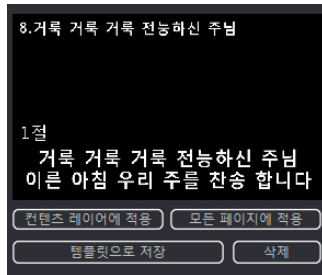 8.거룩 거룩 거룩 전능하신 주님
1절
거룩 거룩 거룩 전능하신 주님
이른 아침 우리 주를 찬송 합니다
컨텐츠 레이어에 적용
모든 페이지에 적용
템플릿으로 저장
삭제